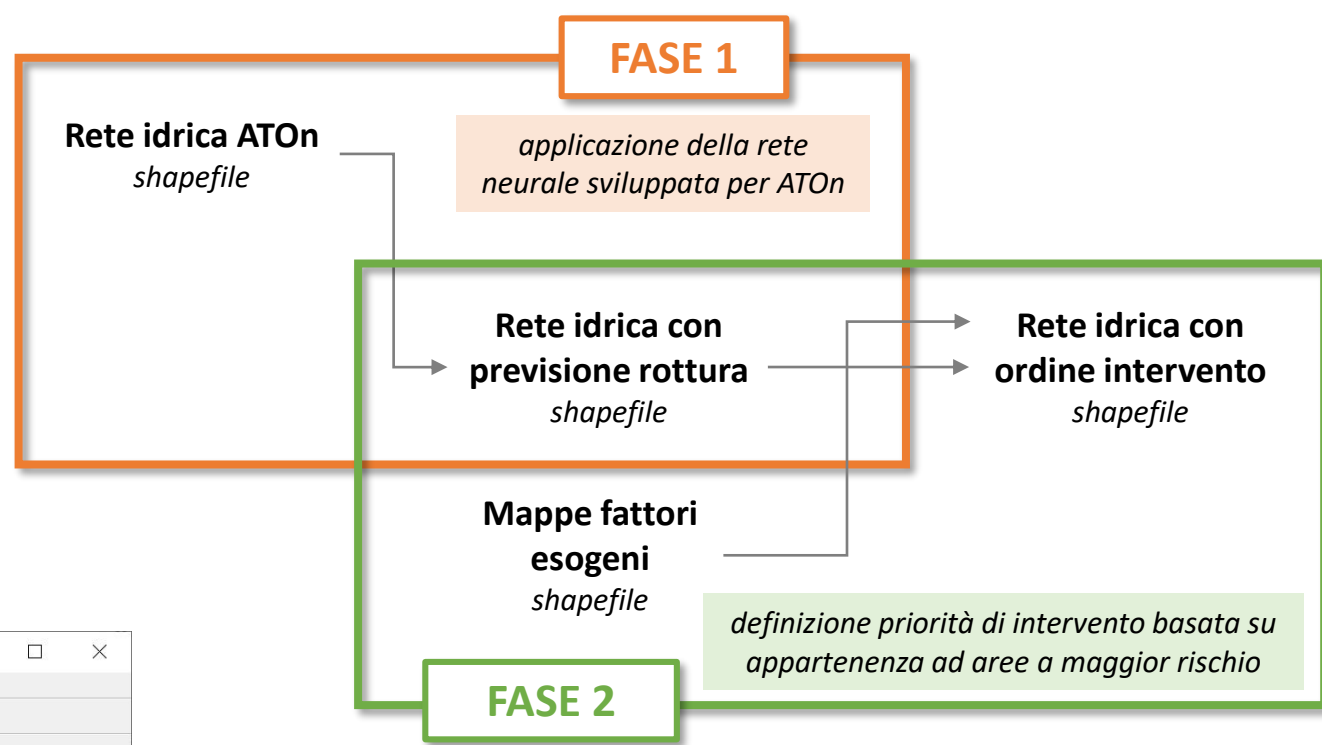 FASE 1
Rete idrica ATOn
shapefile
applicazione della rete
neurale sviluppata per ATOn
Rete idrica con
previsione rottura
shapefile
Rete idrica con
ordine intervento
shapefile
Mappe fattori
esogeni
shapefile
definizione priorità di intervento basata su
appartenenza ad aree a maggior rischio
FASE 2